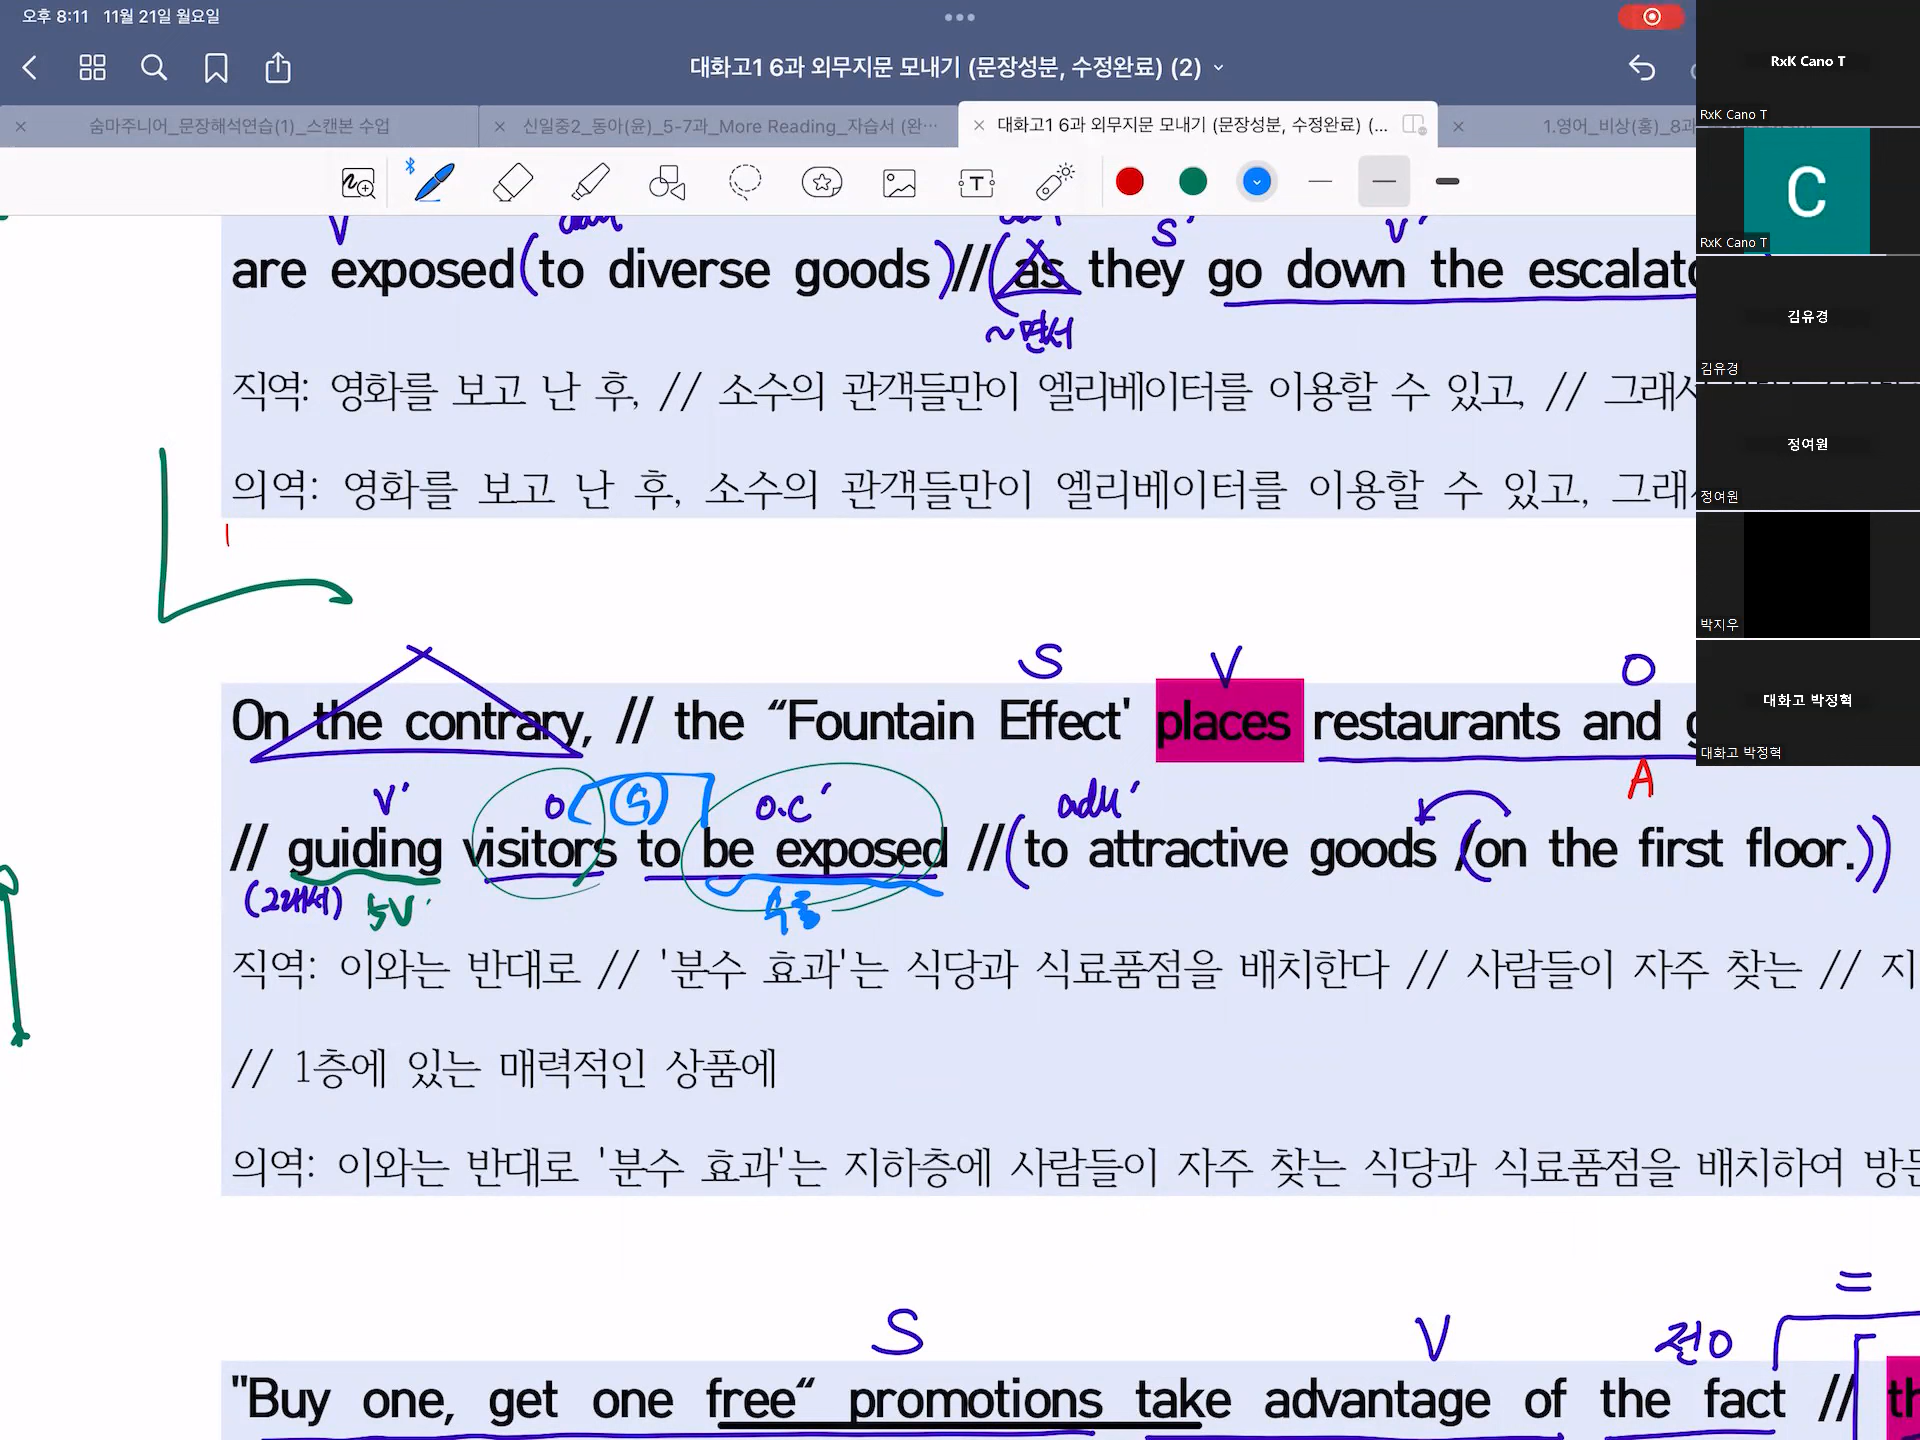 오후 8:11 11월 21일 월요일
대화고1 6과 외무지문 모내기 (문장성분, 수정완료) (2)
숨마주니어_문장해석연습(1)_스캔본 수업
신일중2_동아(윤)_5-7과_More Reading_자습서 (완…
대화고1 6과 외무지문 모내기 (문장성분, 수정완료) (...
1.영어_비상(홍)_8과
RxK Cano T
RxK Cano T
C
RxK Cano T
김유경
김유경
정여원
정여원
박지우
대화고 박정혁
대화고 박정혁
V S' V'
are exposed (to diverse goods) // (as they go down the escalato
~면서
직역: 영화를 보고 난 후, // 소수의 관객들만이 엘리베이터를 이용할 수 있고, // 그래서
의역: 영화를 보고 난 후, 소수의 관객들만이 엘리베이터를 이용할 수 있고, 그래서
S V O
On the contrary, // the “Fountain Effect' places restaurants and g
A
V' O O.C' adv'
// guiding visitors to be exposed // (to attractive goods /(on the first floor.))
(그래서) 5V' 수동
직역: 이와는 반대로 // '분수 효과'는 식당과 식료품점을 배치한다 // 사람들이 자주 찾는 // 지
// 1층에 있는 매력적인 상품에
의역: 이와는 반대로 '분수 효과'는 지하층에 사람들이 자주 찾는 식당과 식료품점을 배치하여 방문
=
S V 전O
"Buy one, get one free“ promotions take advantage of the fact // th